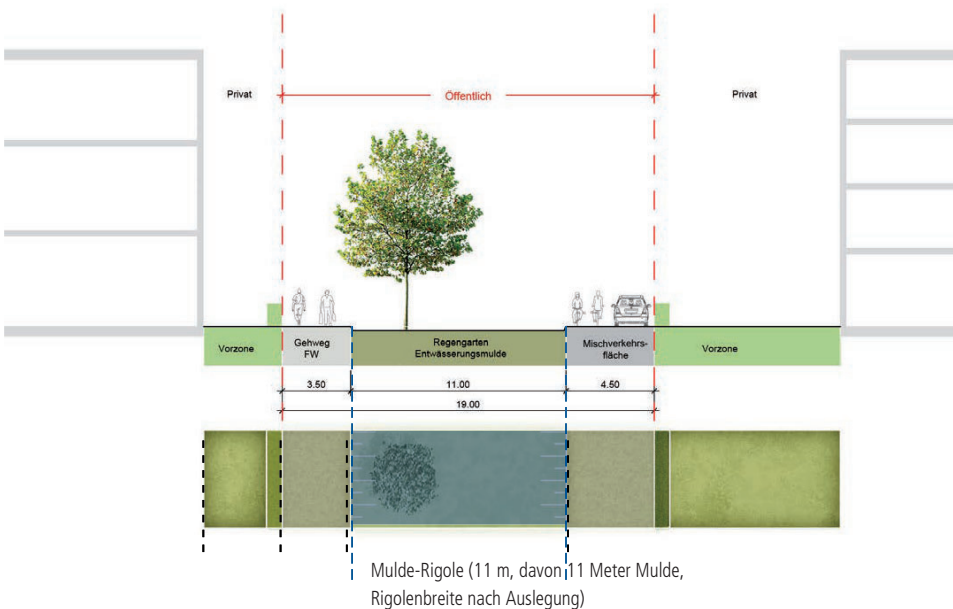 Privat
Öffentlich
Privat
Vorzone
Gehweg
FW
Regengarten
Entwässerungsmulde
Mischverkehrs-
fläche
Vorzone
3.50
11.00
4.50
19.00
Mulde-Rigole (11 m, davon 11 Meter Mulde,
Rigolenbreite nach Auslegung)